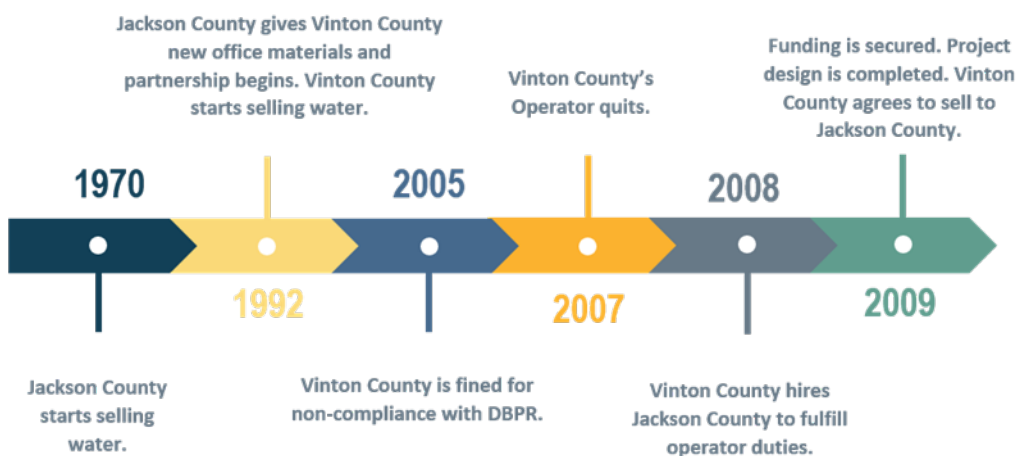 1970
Jackson County
starts selling
water.
Jackson County gives Vinton County
new office materials and
partnership begins. Vinton County
starts selling water.
1992
2005
Vinton County is fined for
non-compliance with DBPR.
Vinton County’s
Operator quits.
2007
2008
Vinton County hires
Jackson County to fulfill
operator duties.
Funding is secured. Project
design is completed. Vinton
County agrees to sell to
Jackson County.
2009